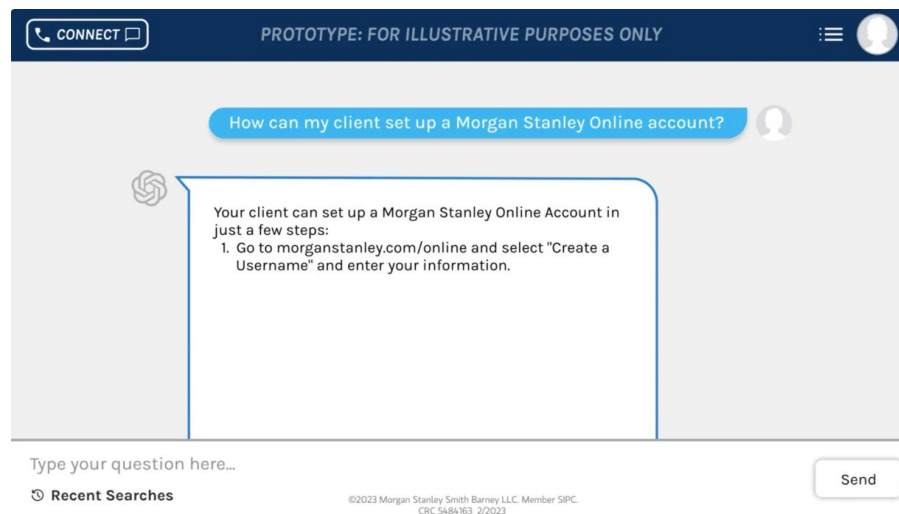 CONNECT
PROTOTYPE: FOR ILLUSTRATIVE PURPOSES ONLY
How can my client set up a Morgan Stanley Online account?
Your client can set up a Morgan Stanley Online Account in
just a few steps:
1. Go to morganstanley.com/online and select "Create a
Username" and enter your information.
Type your question here...
Send
Recent Searches
©2023 Morgan Stanley Smith Barney LLC. Member SIPC.
CRC 5484163 2/2023